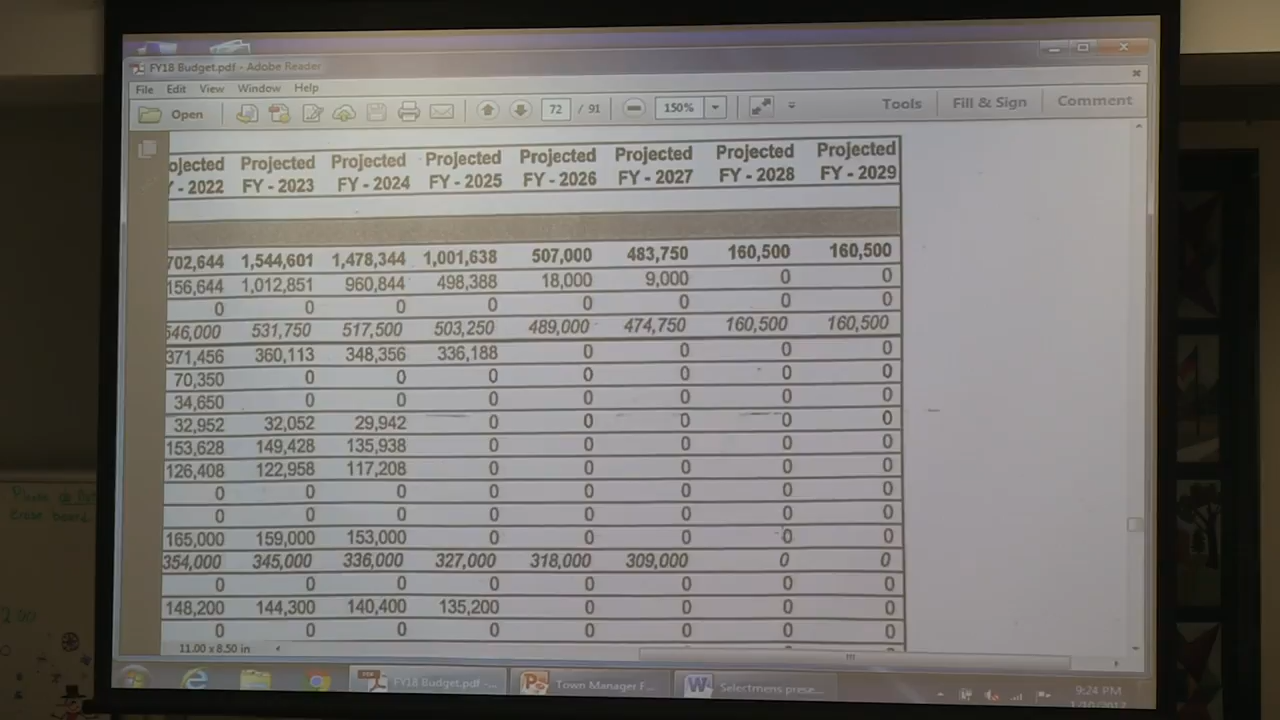 FY18 Budget.pdf - Adobe Reader
File Edit View Window Help
Open 72 / 91 150% Tools Fill & Sign Comment
ojected Projected Projected Projected Projected Projected Projected Projected
- 2022 FY - 2023 FY - 2024 FY - 2025 FY - 2026 FY - 2027 FY - 2028 FY - 2029
702,644 1,544,601 1,478,344 1,001,638 507,000 483,750 160,500 160,500
156,644 1,012,851 960,844 498,388 18,000 9,000 0 0
0 0 0 0 0 0 0 0
546,000 531,750 517,500 503,250 489,000 474,750 160,500 160,500
371,456 360,113 348,356 336,188 0 0 0 0
70,350 0 0 0 0 0 0 0
34,650 0 0 0 0 0 0 0
32,952 32,052 29,942 0 0 0 0 0
153,628 149,428 135,938 0 0 0 0 0
126,408 122,958 117,208 0 0 0 0 0
0 0 0 0 0 0 0 0
0 0 0 0 0 0 0 0
165,000 159,000 153,000 0 0 0 0 0
354,000 345,000 336,000 327,000 318,000 309,000 0 0
0 0 0 0 0 0 0 0
148,200 144,300 140,400 135,200 0 0 0 0
0 0 0 0 0 0 0 0
11.00 x 8.50 in
FY18 Budget.pdf -... Town Manager F... Selectmens prese... 9:24 PM
Please
Erase board